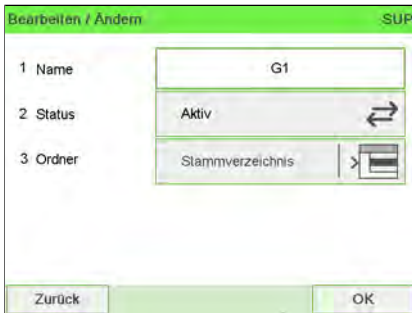 Bearbeiten / Ändern SUP
1 Name G1
2 Status Aktiv
3 Ordner Stammverzeichnis >
Zurück OK